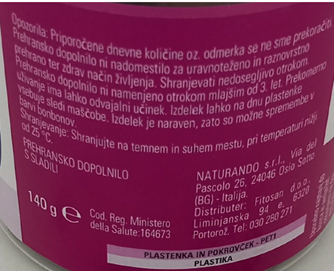 Opozorila: Priporočene dnevne količine oz. odmerka se ne sme prekoračiti.
Prehransko dopolnilo ni nadomestilo za uravnoteženo in raznovrstno
prehrano ter zdrav način življenja. Shranjevati nedosegljivo otrokom.
Prehransko dopolnilo ni namenjeno otrokom mlajšim od 3 let. Prekomerno
uživanje ima lahko odvajalni učinek. Izdelek lahko na dnu plastenke
vsebuje sledi maščobe. Izdelek je naraven, zato so možne spremembe v
barvi bonbonov.
Shranjevanje: Shranjujte na temnem in suhem mestu, pri temperaturi nižji
od 25 °C.
PREHRANSKO DOPOLNILO
S SLADILI
140 g e
Cod. Reg. Ministero
della Salute:164673
NATURANDO s.r.l., Via del
Pascolo 26, 24046 Osio Sotto
(BG) - Italija.
Distributer: Fitosan d.o.o.
Liminjanska 94 e, 6320
Portorož. Tel: 030 280 271
PLASTENKA IN POKROVČEK - PET1
PLASTIKA